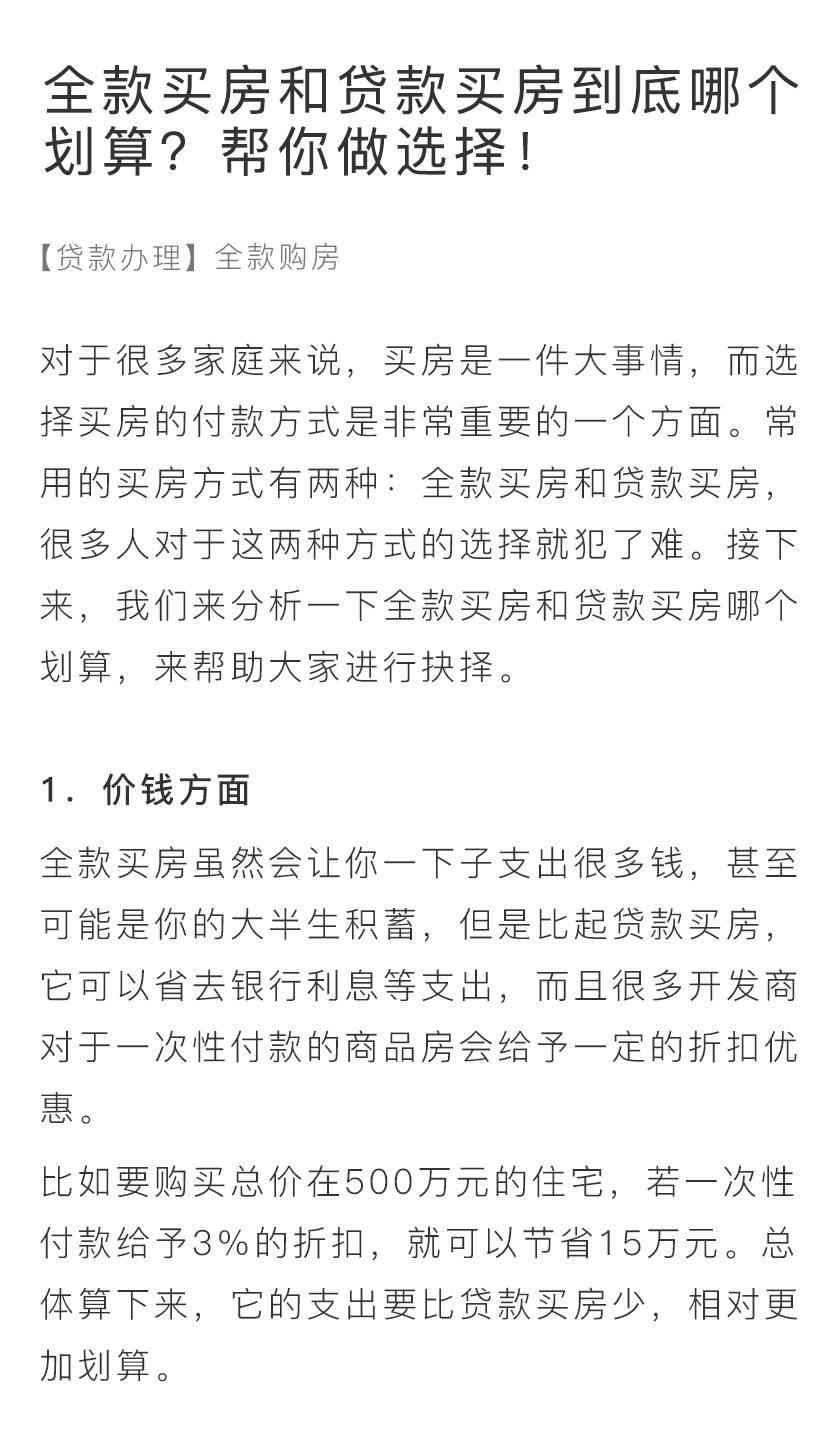 全款买房和贷款买房到底哪个
划算？帮你做选择！
【贷款办理】全款购房
对于很多家庭来说，买房是一件大事情，而选
择买房的付款方式是非常重要的一个方面。常
用的买房方式有两种：全款买房和贷款买房，
很多人对于这两种方式的选择就犯了难。接下
来，我们来分析一下全款买房和贷款买房哪个
划算，来帮助大家进行抉择。
1．价钱方面
全款买房虽然会让你一下子支出很多钱，甚至
可能是你的大半生积蓄，但是比起贷款买房，
它可以省去银行利息等支出，而且很多开发商
对于一次性付款的商品房会给予一定的折扣优
惠。
比如要购买总价在500万元的住宅，若一次性
付款给予3%的折扣，就可以节省15万元。总
体算下来，它的支出要比贷款买房少，相对更
加划算。